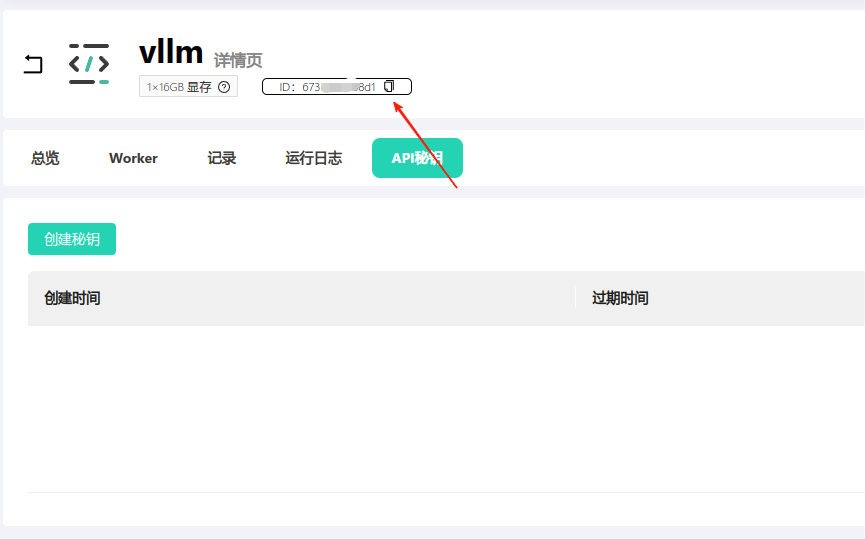 vllm 详情页
1×16GB 显存
ID: 673 8d1
总览 Worker 记录 运行日志 API秘钥
创建秘钥
创建时间 过期时间